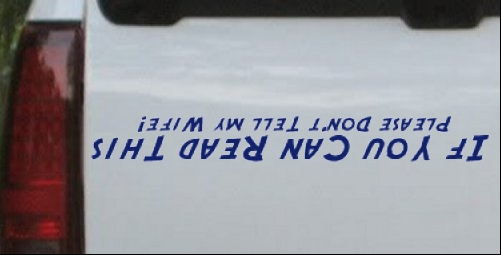 If You Can Read This
Please Don't Tell My Wife!